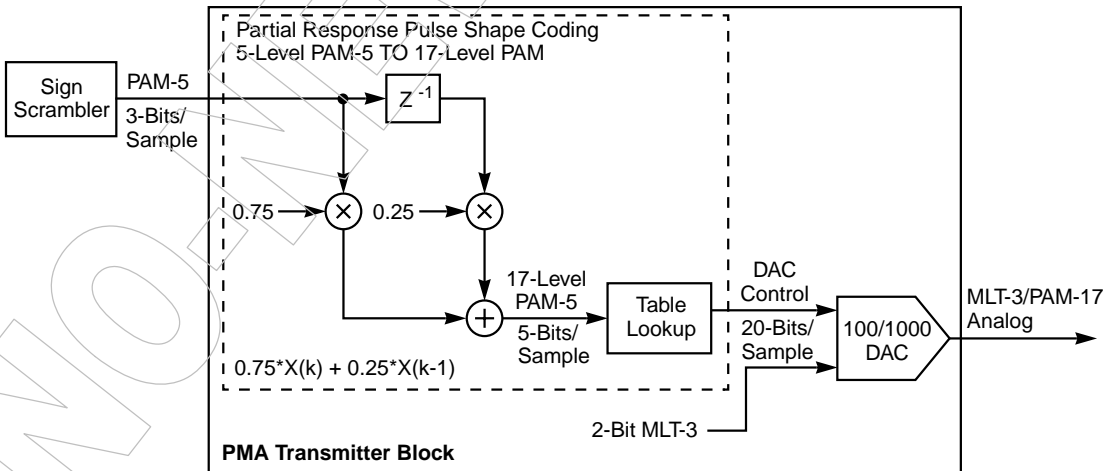 Partial Response Pulse Shape Coding
5-Level PAM-5 TO 17-Level PAM
Sign
Scrambler
PAM-5
3-Bits/
Sample
Z -1
0.75
×
0.25
×
17-Level
PAM-5
+
5-Bits/
Sample
Table
Lookup
DAC
Control
20-Bits/
Sample
100/1000
DAC
MLT-3/PAM-17
Analog
0.75*X(k) + 0.25*X(k-1)
2-Bit MLT-3
PMA Transmitter Block